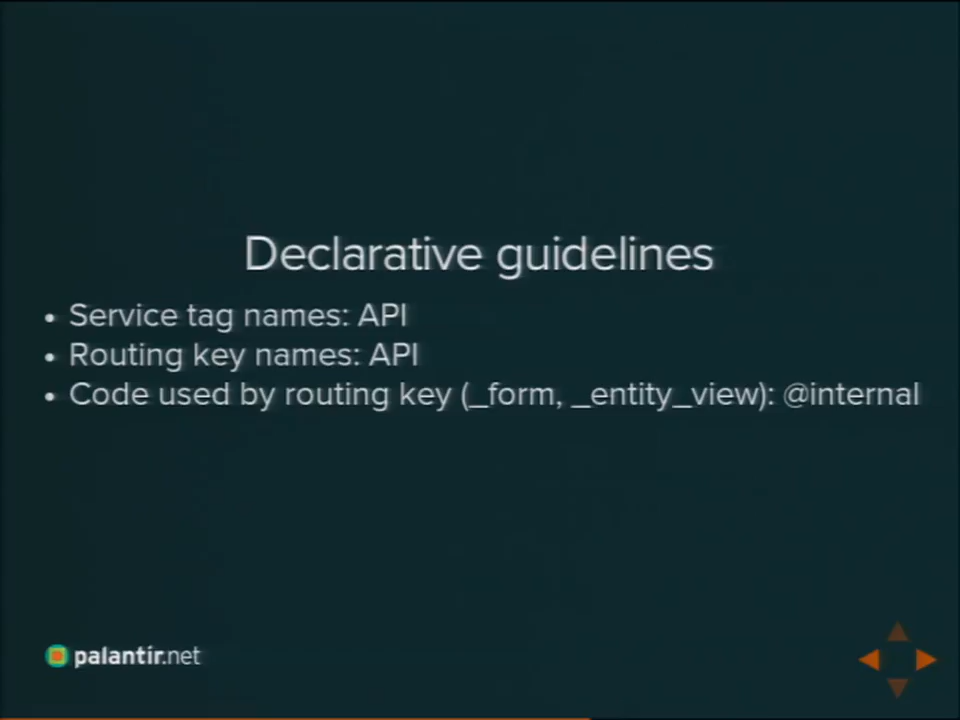 Declarative guidelines
• Service tag names: API
• Routing key names: API
• Code used by routing key (_form, _entity_view): @internal
palantir.net